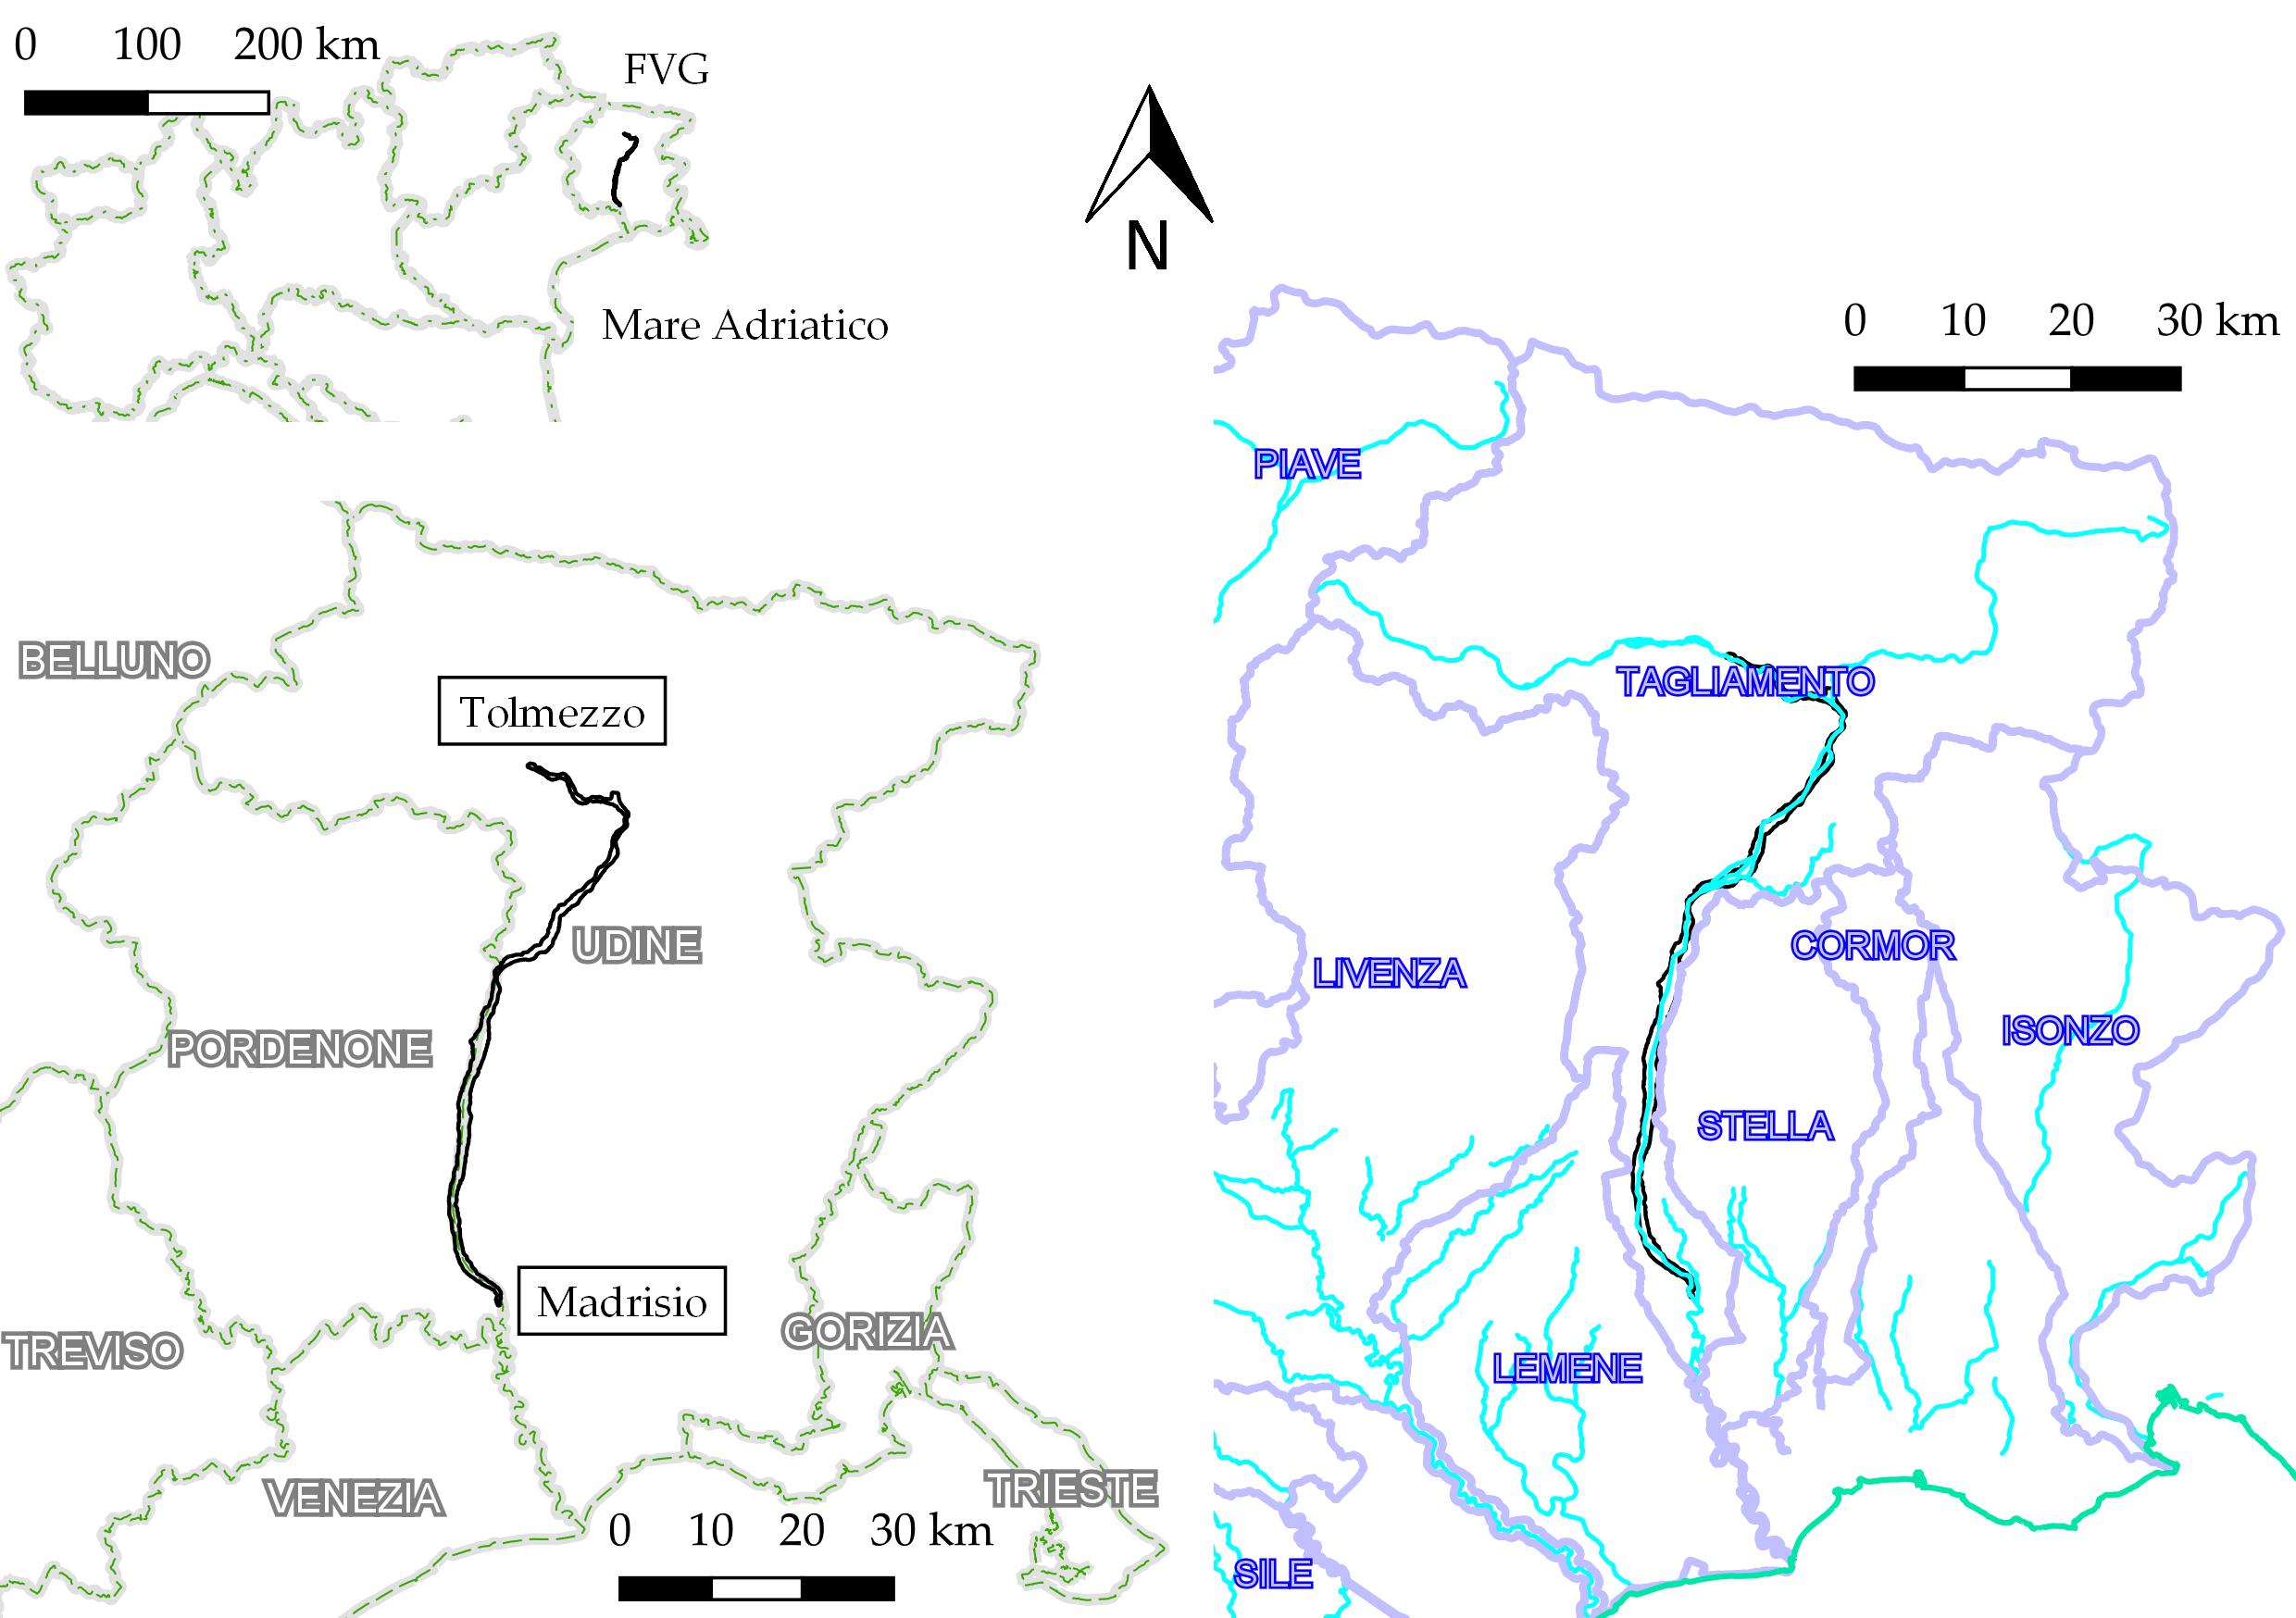 0 100 200 km
FVG
Mare Adriatico
N
0 10 20 30 km
BELLUNO
Tolmezzo
UDINE
PORDENONE
Madrisio
GORIZIA
TREVISO
VENEZIA
TRIESTE
0 10 20 30 km
PIAVE
TAGLIAMENTO
CORMOR
LIVENZA
ISONZO
STELLA
LEMENE
SILE